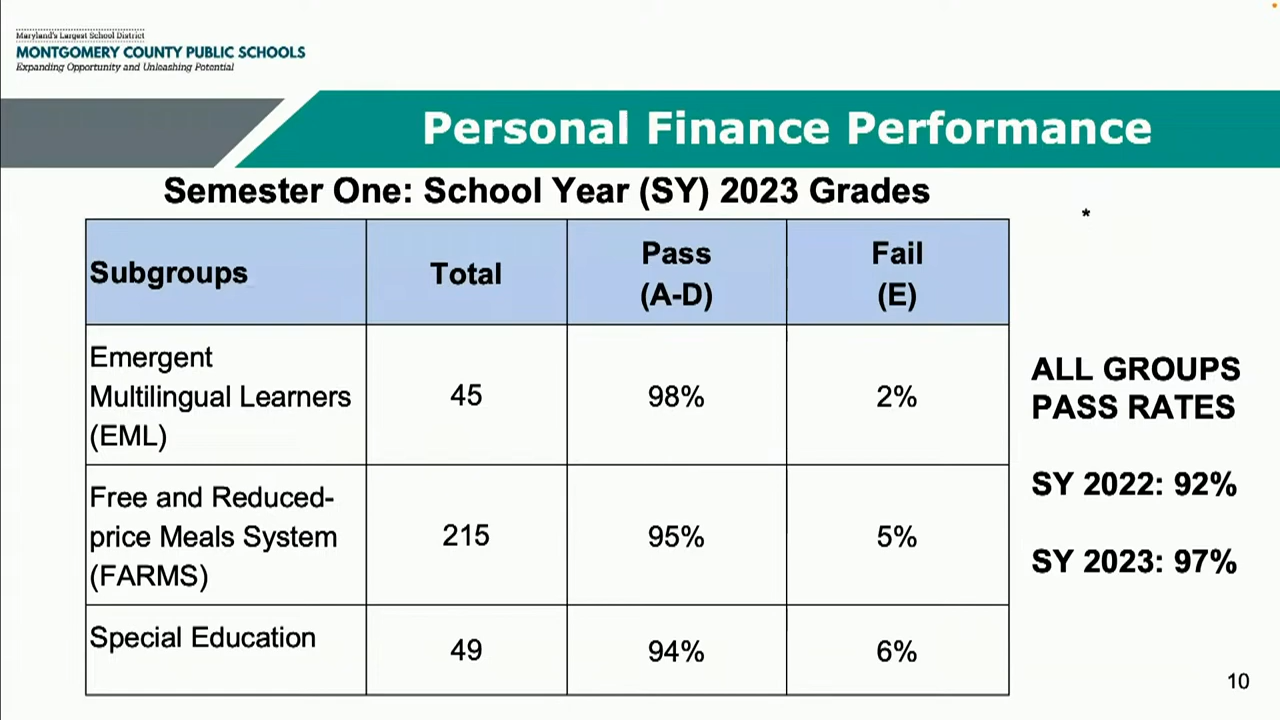 Maryland's Largest School District
MONTGOMERY COUNTY PUBLIC SCHOOLS
Expanding Opportunity and Unleashing Potential
Personal Finance Performance
Semester One: School Year (SY) 2023 Grades
*
Subgroups Total Pass (A-D) Fail (E)
Emergent
Multilingual Learners
(EML)
45 98% 2%
Free and Reduced-
price Meals System
(FARMS)
215 95% 5%
Special Education
49 94% 6%
ALL GROUPS
PASS RATES
SY 2022: 92%
SY 2023: 97%
10